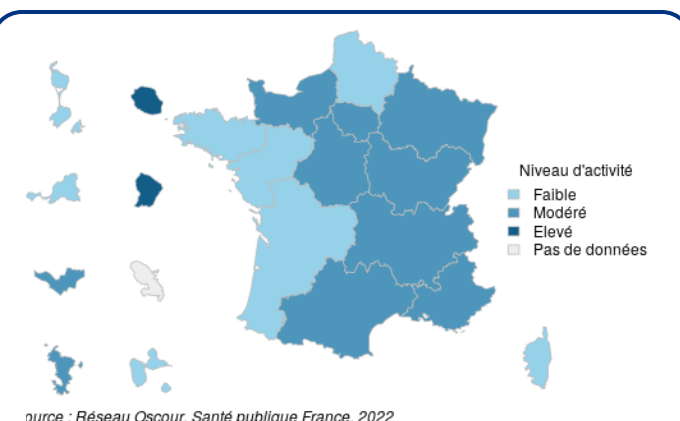 Niveau d'activité
Faible
Modéré
Elevé
Pas de données
ource : Réseau Oscour, Santé publique France, 2022